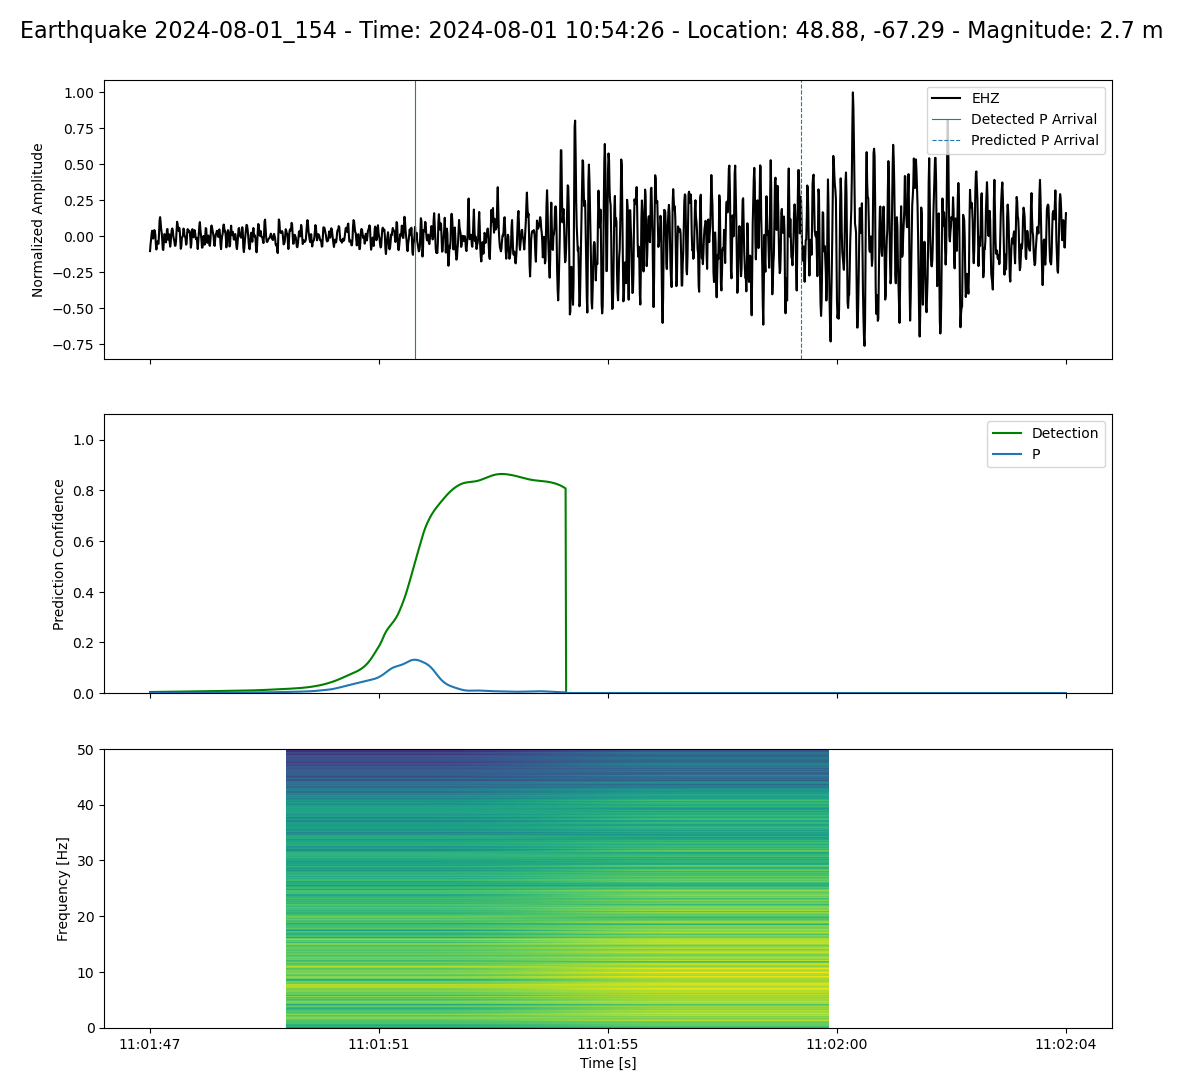 Earthquake 2024-08-01_154 - Time: 2024-08-01 10:54:26 - Location: 48.88, -67.29 - Magnitude: 2.7 m
1.00
0.75
0.50
0.25
0.00
−0.25
−0.50
−0.75
Normalized Amplitude
EHZ
Detected P Arrival
Predicted P Arrival
1.0
0.8
0.6
0.4
0.2
0.0
Prediction Confidence
Detection
P
50
40
30
20
10
0
Frequency [Hz]
11:01:47
11:01:51
11:01:55
11:02:00
11:02:04
Time [s]